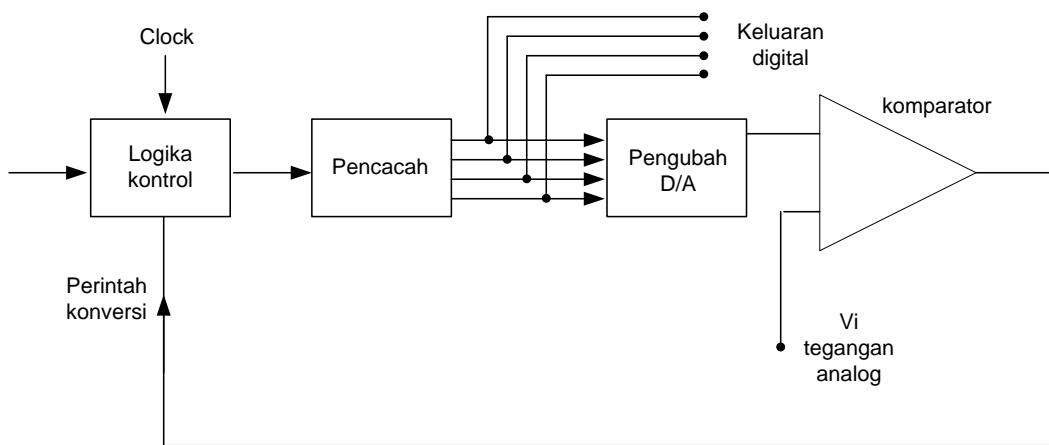 Clock
Keluaran
digital
komparator
Logika
kontrol
Pencacah
Pengubah
D/A
Perintah
konversi
Vi
tegangan
analog